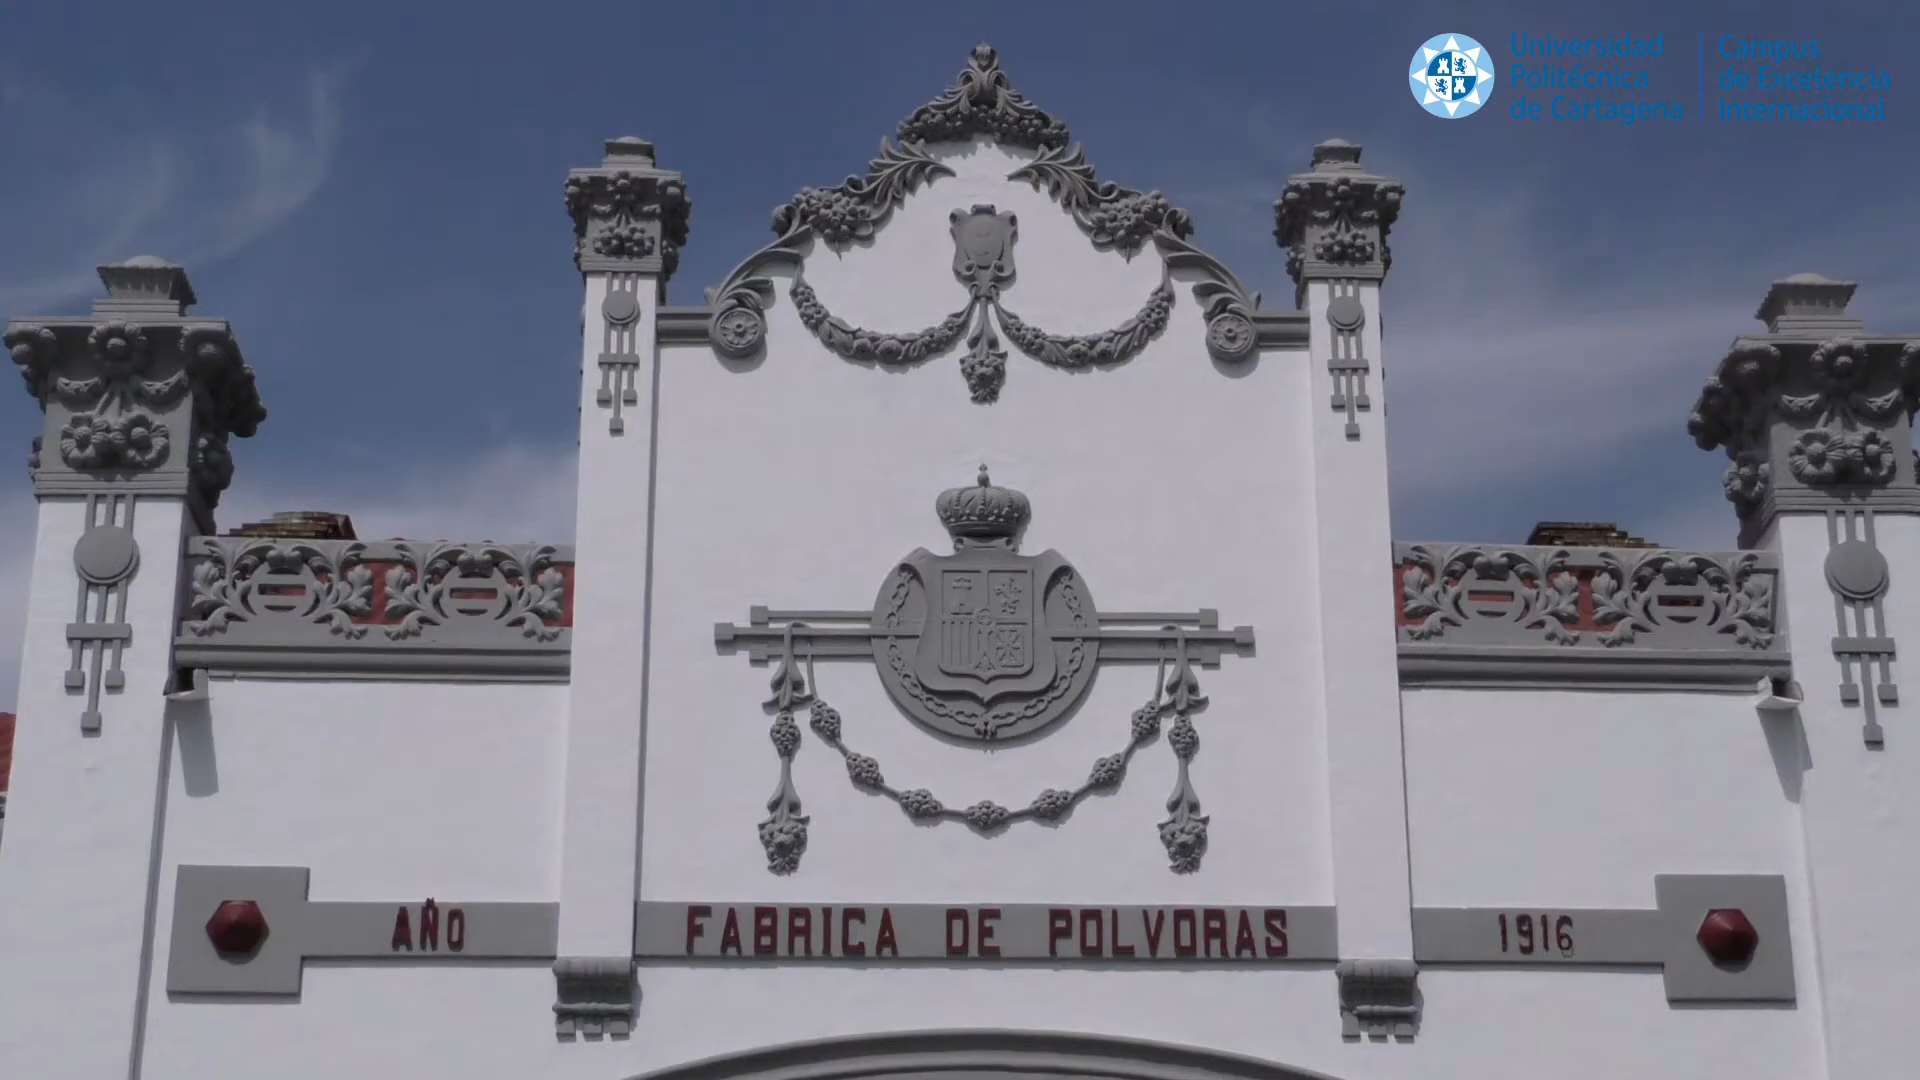 Universidad
Politécnica
de Cartagena
Campus
de Excelencia
Internacional
AÑO FABRICA DE POLVORAS 1916